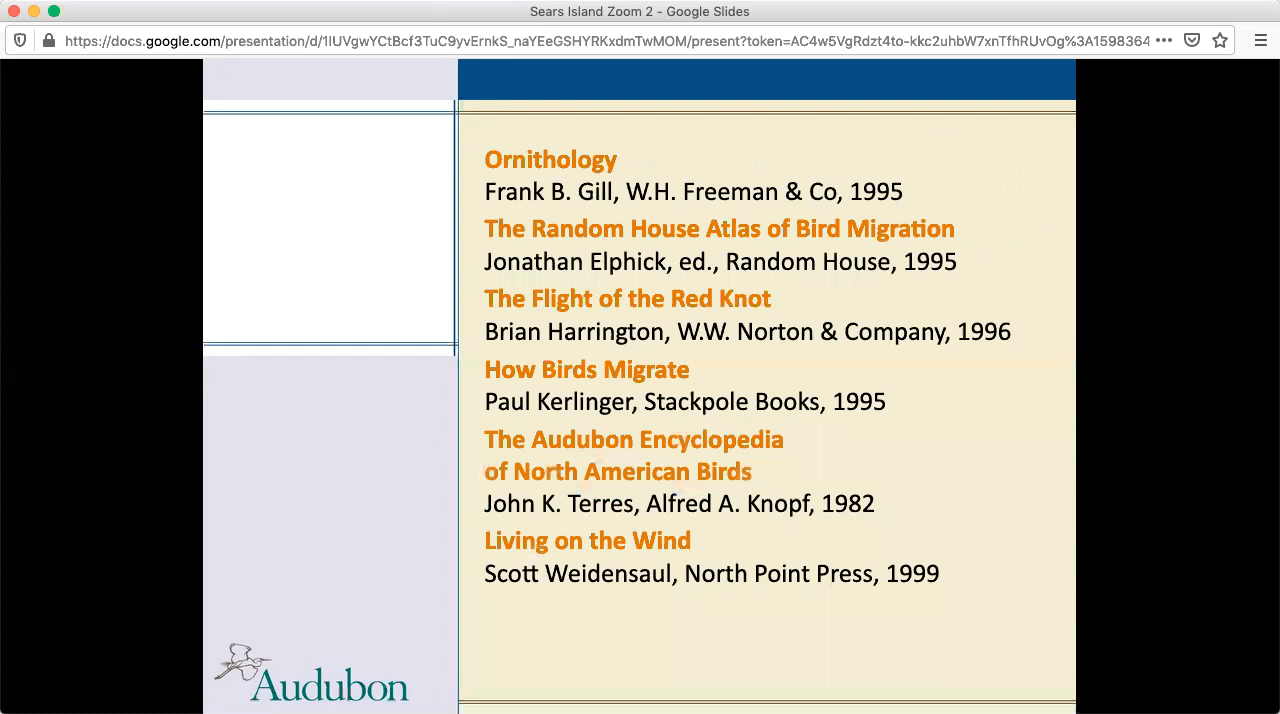 Sears Island Zoom 2 - Google Slides
https://docs.google.com/presentation/d/1IUVgwYCtBcf3TuC9yvErnkS_naYEeGSHYRKxdmTwMOM/present?token=AC4w5VgRdzt4to-kkc2uhbW7xnTfhRUvOg%3A1598364
Ornithology
Frank B. Gill, W.H. Freeman & Co, 1995
The Random House Atlas of Bird Migration
Jonathan Elphick, ed., Random House, 1995
The Flight of the Red Knot
Brian Harrington, W.W. Norton & Company, 1996
How Birds Migrate
Paul Kerlinger, Stackpole Books, 1995
The Audubon Encyclopedia
of North American Birds
John K. Terres, Alfred A. Knopf, 1982
Living on the Wind
Scott Weidensaul, North Point Press, 1999
Audubon